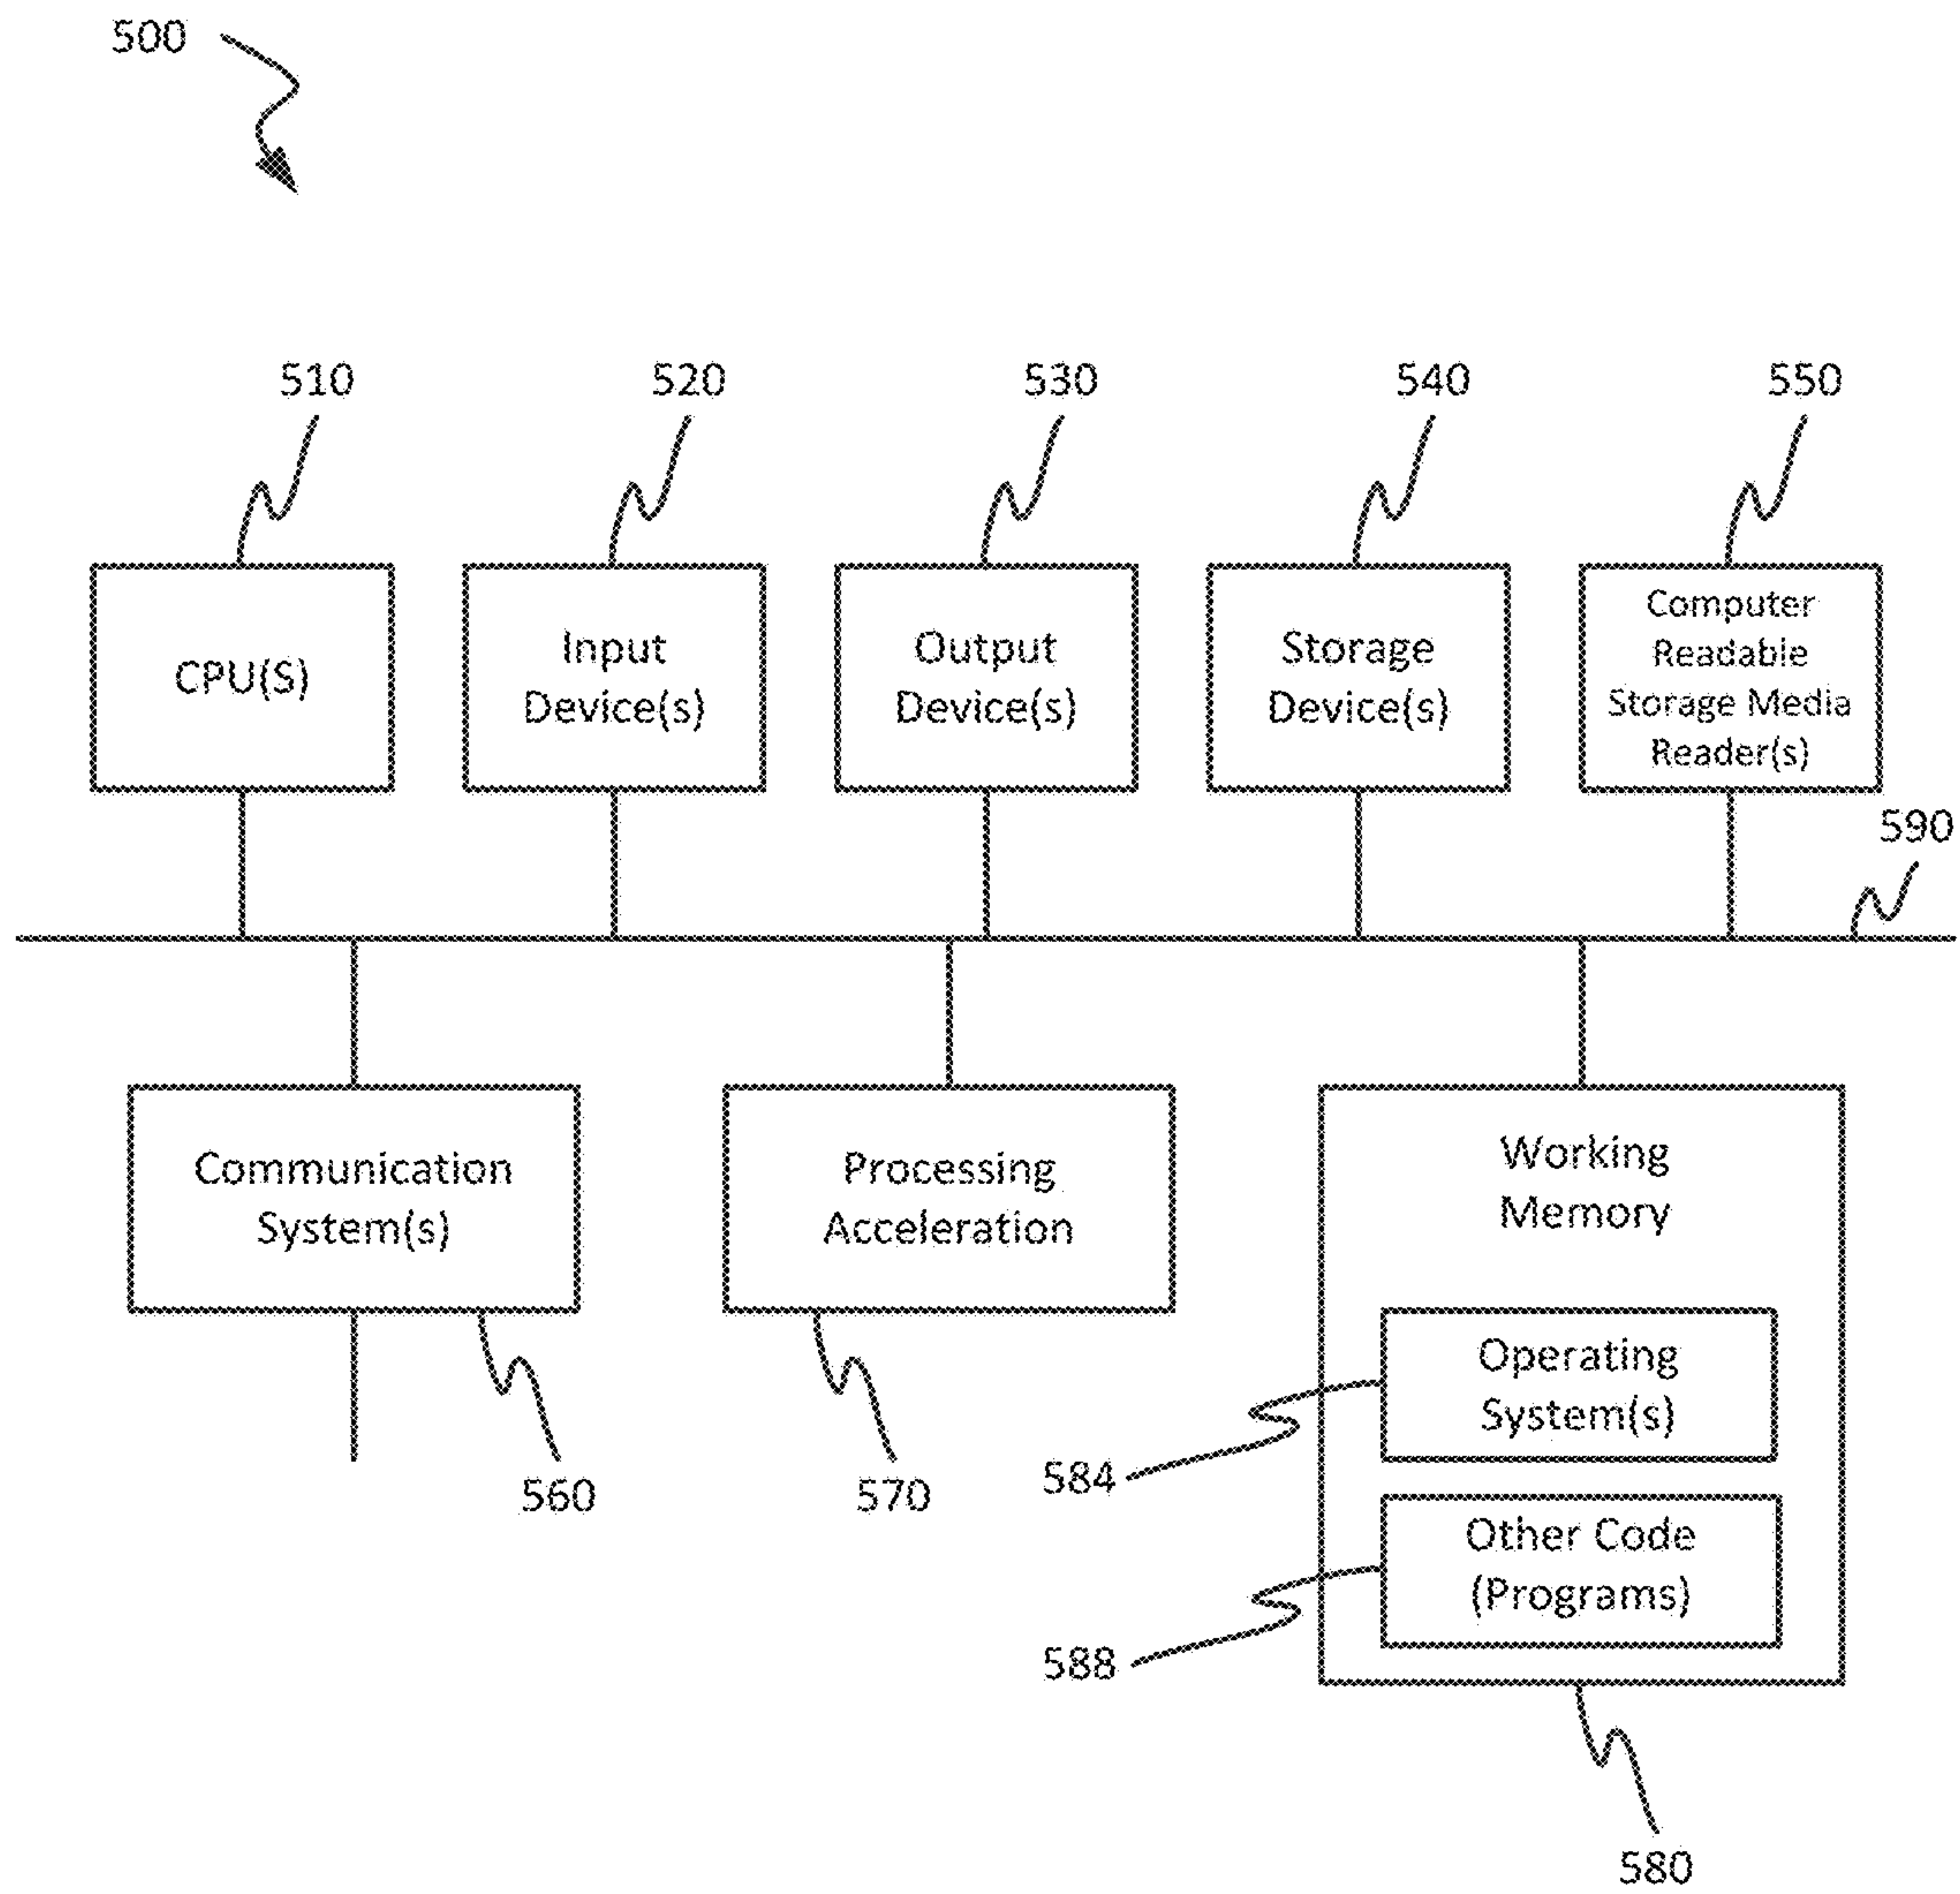 500
510
520
530
540
550
CPU(S)
Input
Device(s)
Output
Device(s)
Storage
Device(s)
Computer
Readable
Storage Media
Reader(s)
590
Communication
System(s)
Processing
Acceleration
Working
Memory
Operating
System(s)
584
560
570
Other Code
(Programs)
588
580